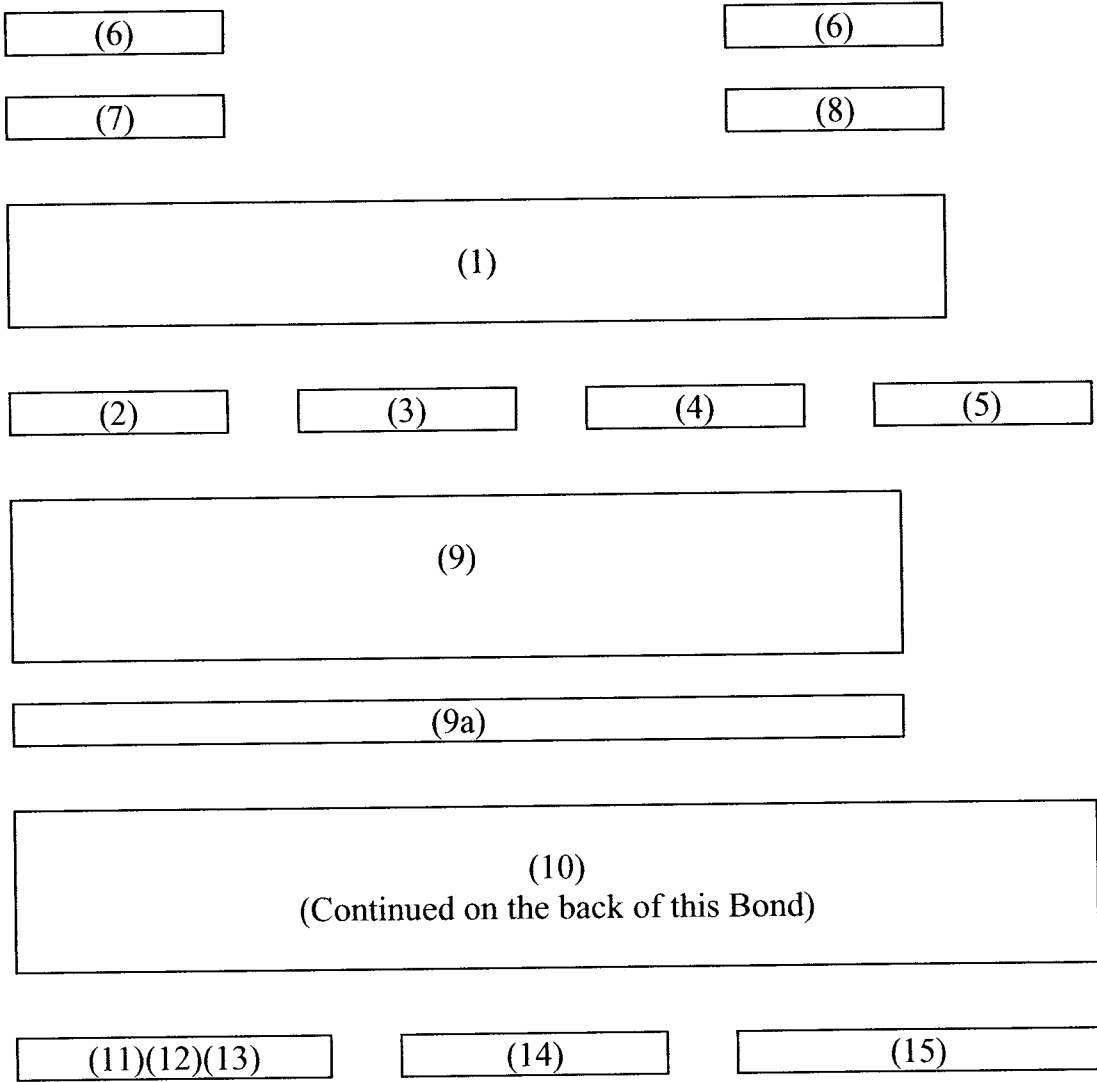 (6) (6)
(7) (8)
(1)
(2) (3) (4) (5)
(9)
(9a)
(10)
(Continued on the back of this Bond)
(11)(12)(13) (14) (15)